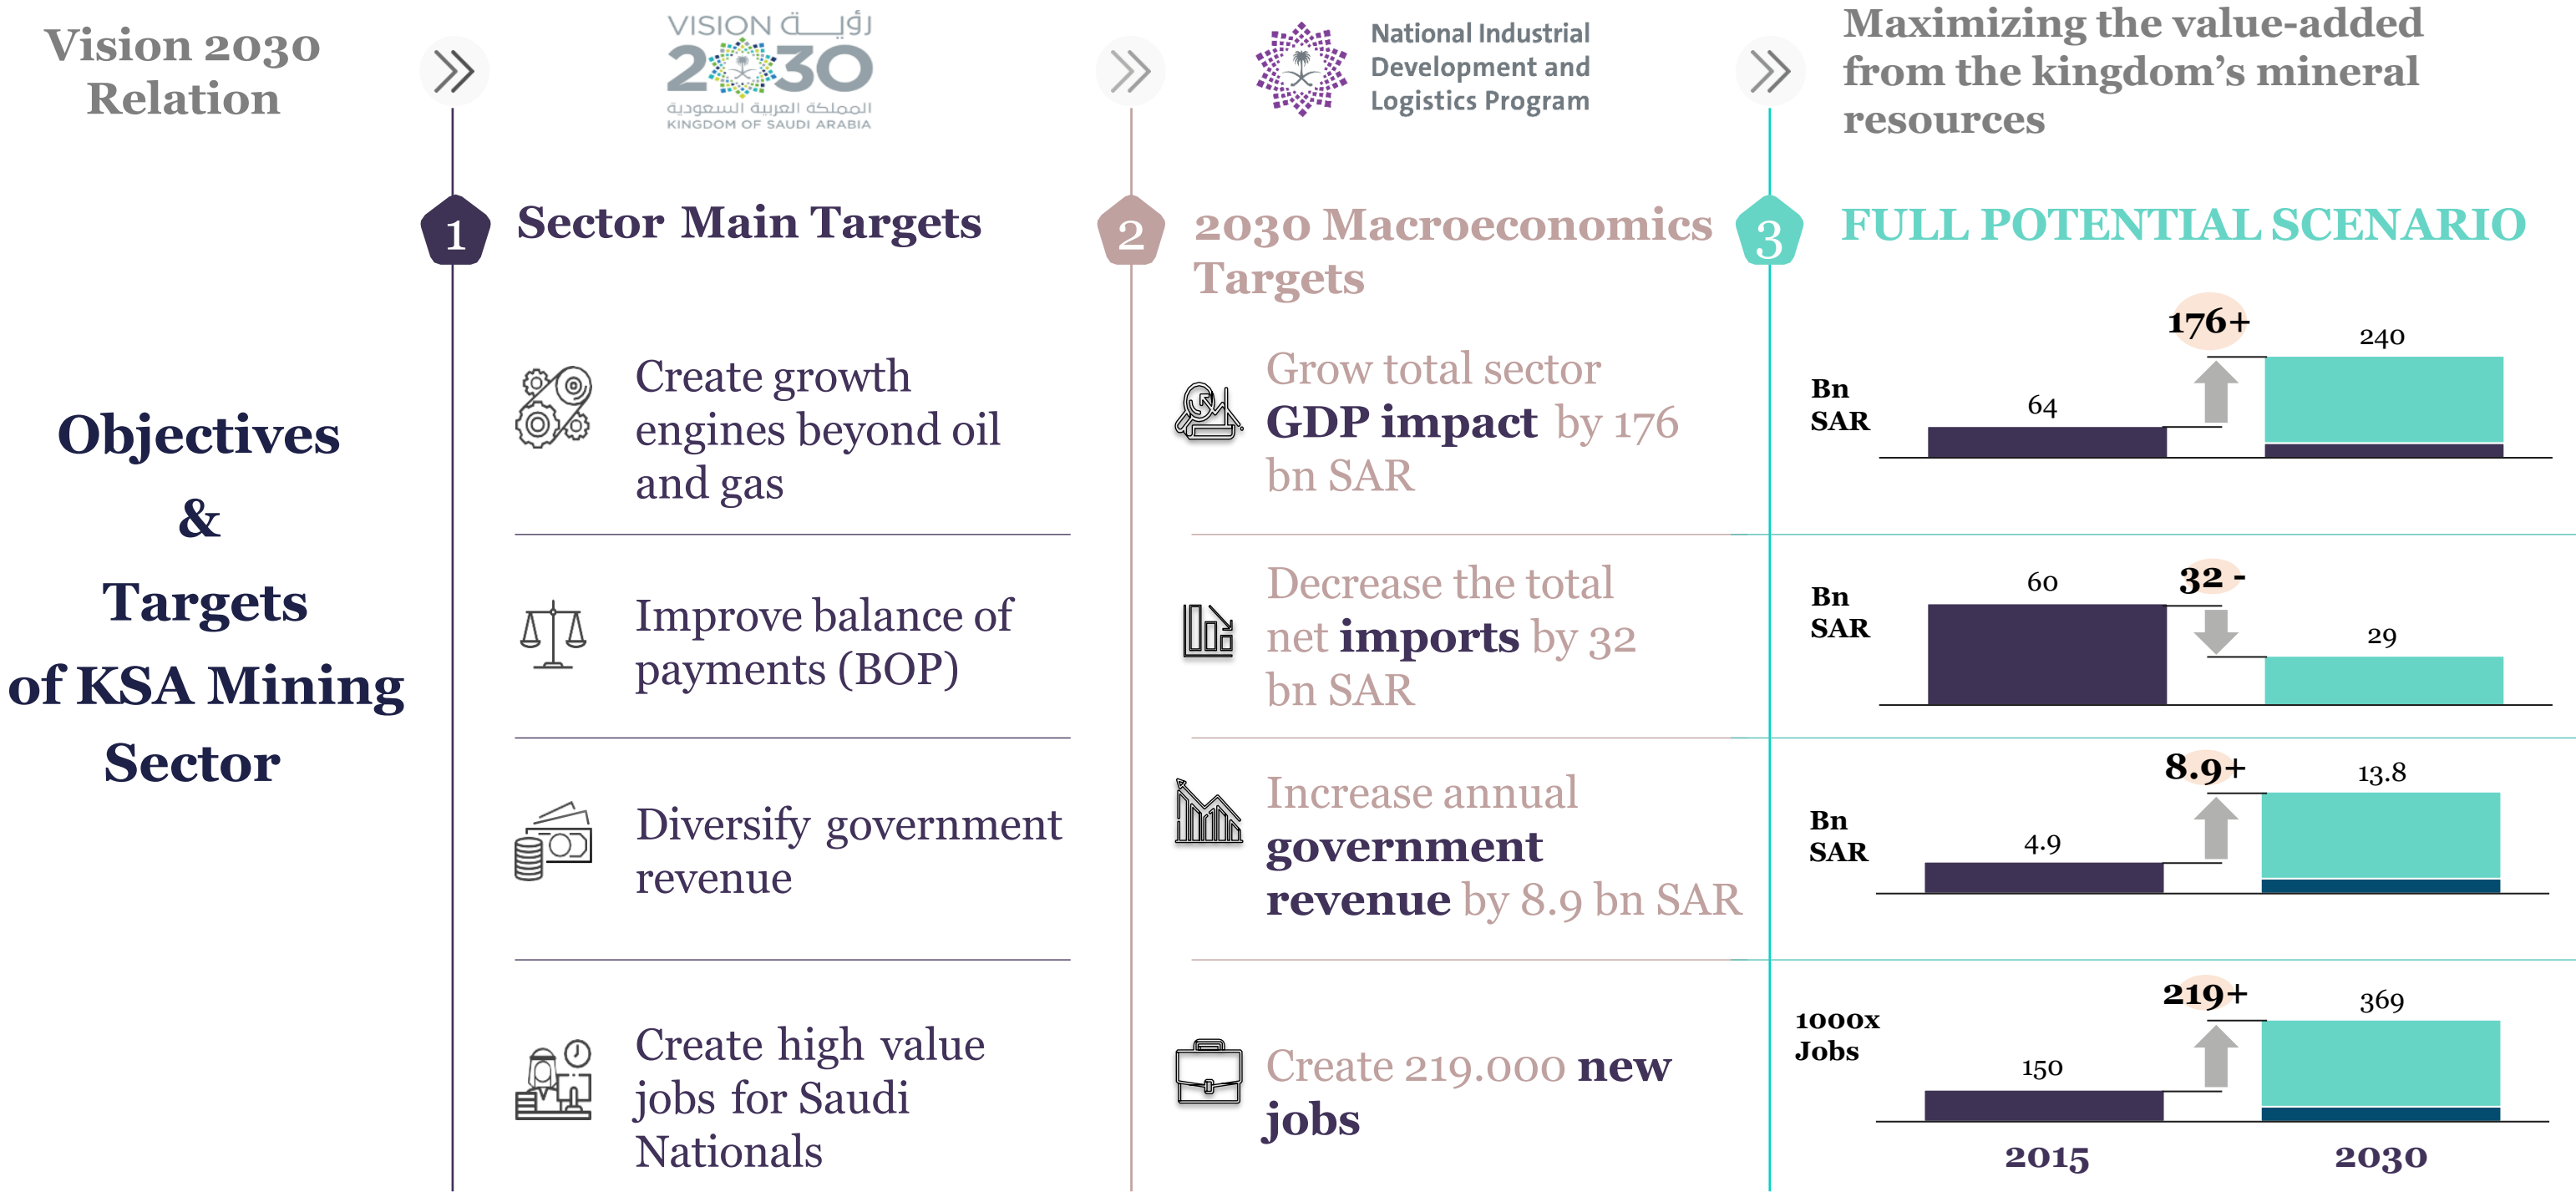 Vision 2030
Relation
Objectives
&
Targets
of KSA Mining
Sector
VISION رؤيـــة
2030
المملكة العربية السعودية
KINGDOM OF SAUDI ARABIA
1
Sector Main Targets
Create growth
engines beyond oil
and gas
Improve balance of
payments (BOP)
Diversify government
revenue
Create high value
jobs for Saudi
Nationals
National Industrial
Development and
Logistics Program
2
2030 Macroeconomics
Targets
Grow total sector
GDP impact by 176
bn SAR
Decrease the total
net imports by 32
bn SAR
Increase annual
government
revenue by 8.9 bn SAR
Create 219.000 new
jobs
Maximizing the value-added
from the kingdom’s mineral
resources
3
FULL POTENTIAL SCENARIO
Bn
SAR
64
176+
240
Bn
SAR
60
32 -
29
Bn
SAR
4.9
8.9+
13.8
1000x
Jobs
150
219+
369
2015
2030